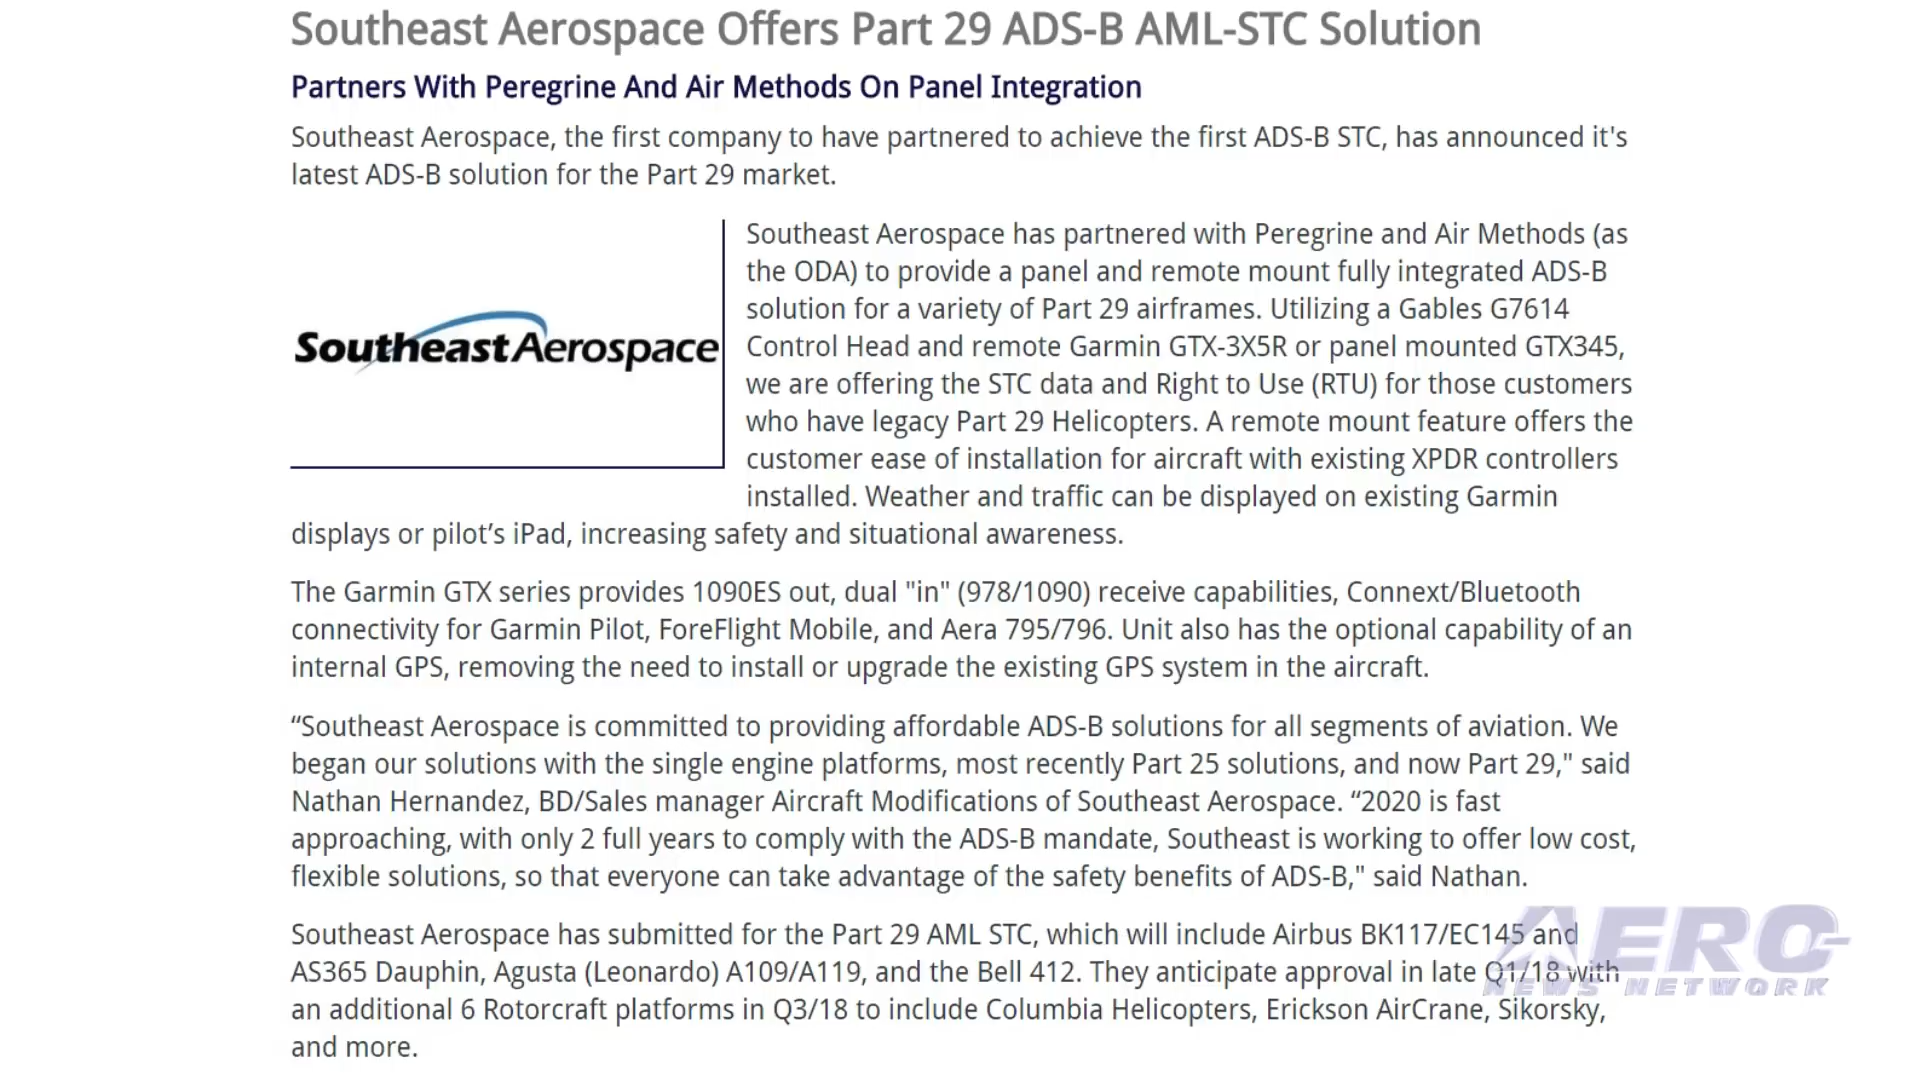 Southeast Aerospace Offers Part 29 ADS-B AML-STC Solution
Partners With Peregrine And Air Methods On Panel Integration
Southeast Aerospace, the first company to have partnered to achieve the first ADS-B STC, has announced it's
latest ADS-B solution for the Part 29 market.
SoutheastAerospace
Southeast Aerospace has partnered with Peregrine and Air Methods (as
the ODA) to provide a panel and remote mount fully integrated ADS-B
solution for a variety of Part 29 airframes. Utilizing a Gables G7614
Control Head and remote Garmin GTX-3X5R or panel mounted GTX345,
we are offering the STC data and Right to Use (RTU) for those customers
who have legacy Part 29 Helicopters. A remote mount feature offers the
customer ease of installation for aircraft with existing XPDR controllers
installed. Weather and traffic can be displayed on existing Garmin
displays or pilot’s iPad, increasing safety and situational awareness.
The Garmin GTX series provides 1090ES out, dual "in" (978/1090) receive capabilities, Connext/Bluetooth
connectivity for Garmin Pilot, ForeFlight Mobile, and Aera 795/796. Unit also has the optional capability of an
internal GPS, removing the need to install or upgrade the existing GPS system in the aircraft.
“Southeast Aerospace is committed to providing affordable ADS-B solutions for all segments of aviation. We
began our solutions with the single engine platforms, most recently Part 25 solutions, and now Part 29," said
Nathan Hernandez, BD/Sales manager Aircraft Modifications of Southeast Aerospace. “2020 is fast
approaching, with only 2 full years to comply with the ADS-B mandate, Southeast is working to offer low cost,
flexible solutions, so that everyone can take advantage of the safety benefits of ADS-B," said Nathan.
Southeast Aerospace has submitted for the Part 29 AML STC, which will include Airbus BK117/EC145 and
AS365 Dauphin, Agusta (Leonardo) A109/A119, and the Bell 412. They anticipate approval in late Q1/18 with
an additional 6 Rotorcraft platforms in Q3/18 to include Columbia Helicopters, Erickson AirCrane, Sikorsky,
and more.
AERO
NEWS NETWORK